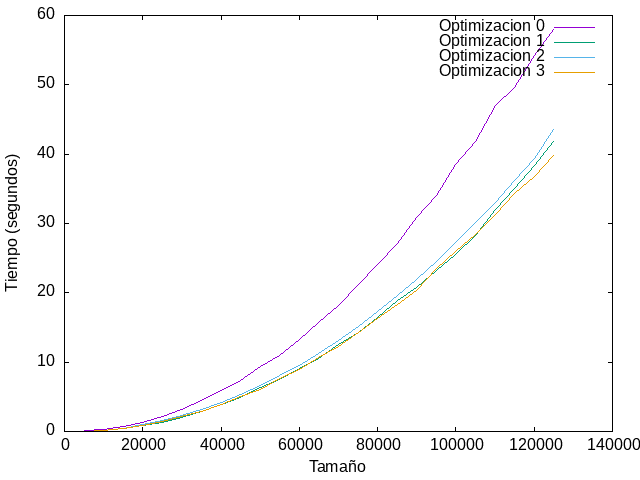 60
50
40
30
20
10
0
Tiempo (segundos)
Optimizacion 0
Optimizacion 1
Optimizacion 2
Optimizacion 3
0 20000 40000 60000 80000 100000 120000 140000
Tamaño